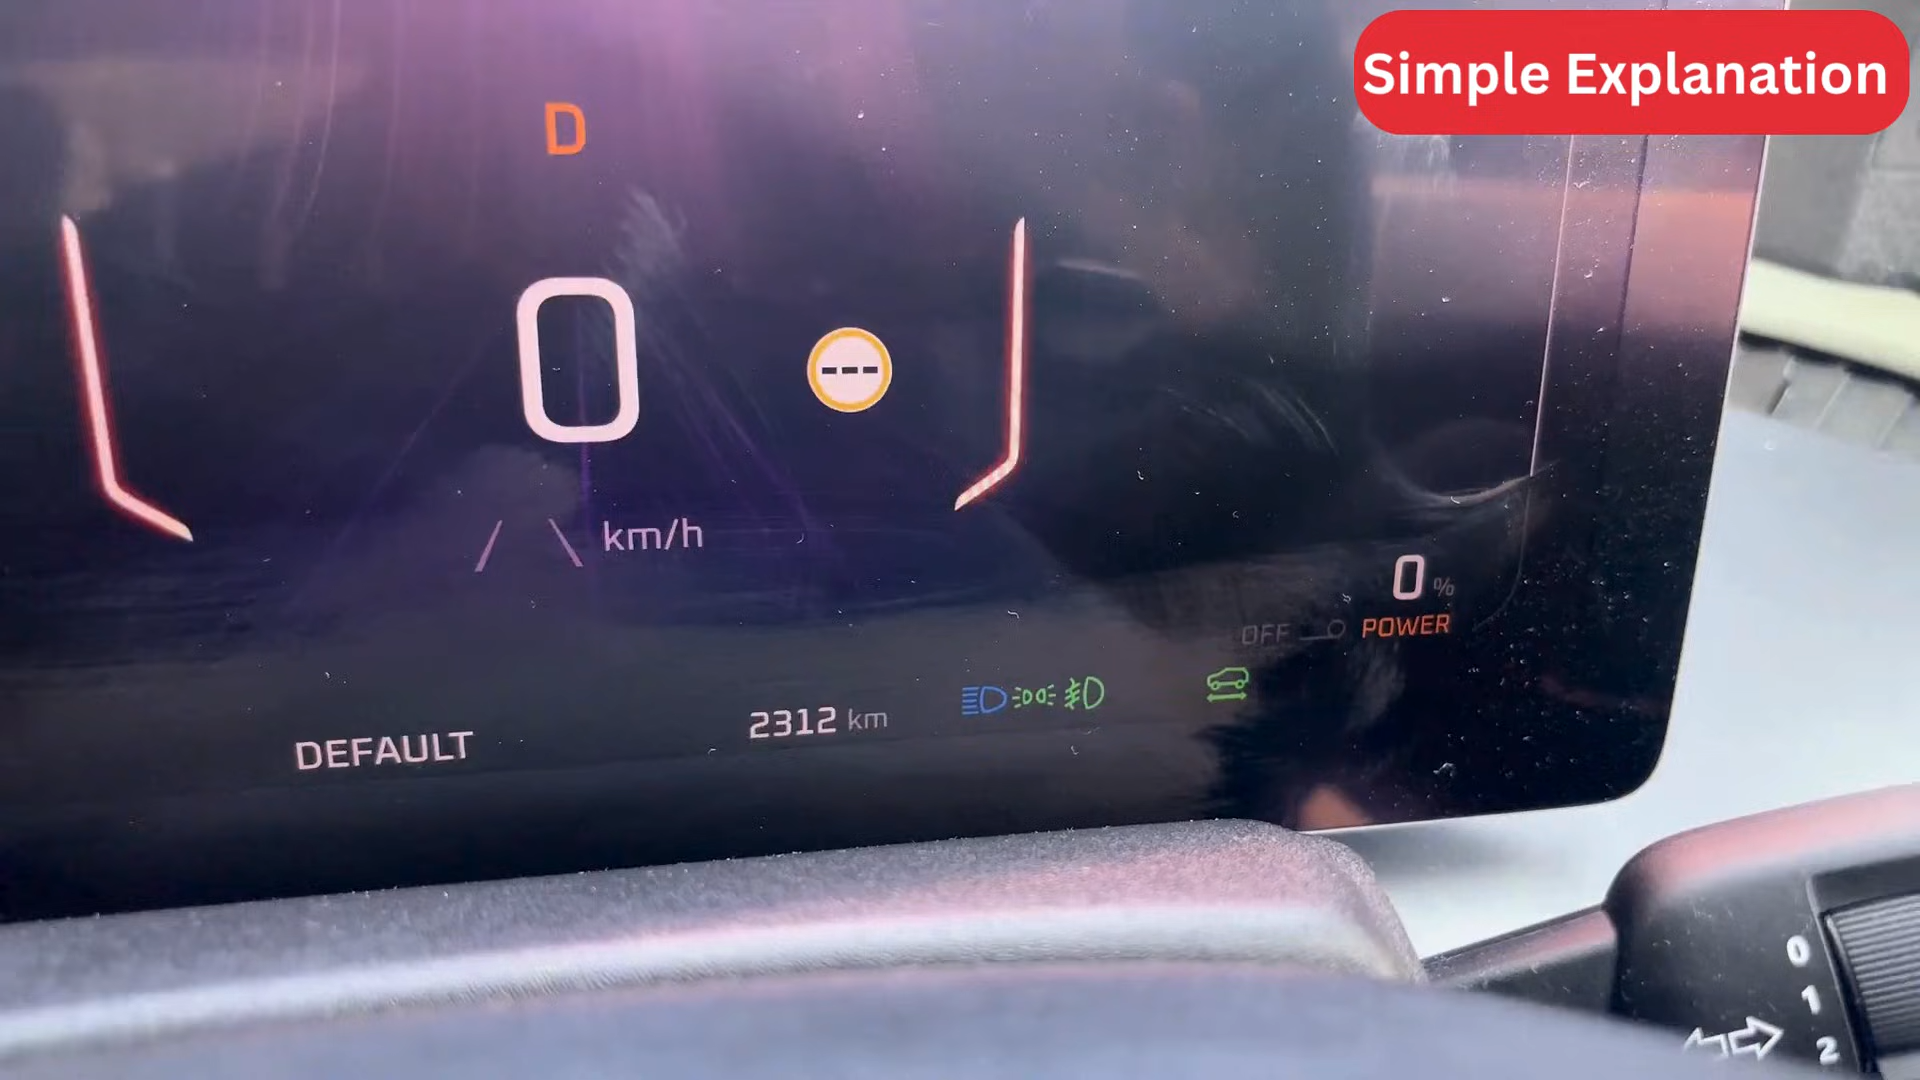 Simple Explanation
D
0
---
km/h
0 %
OFF POWER
2312 km
DEFAULT
0
1
2